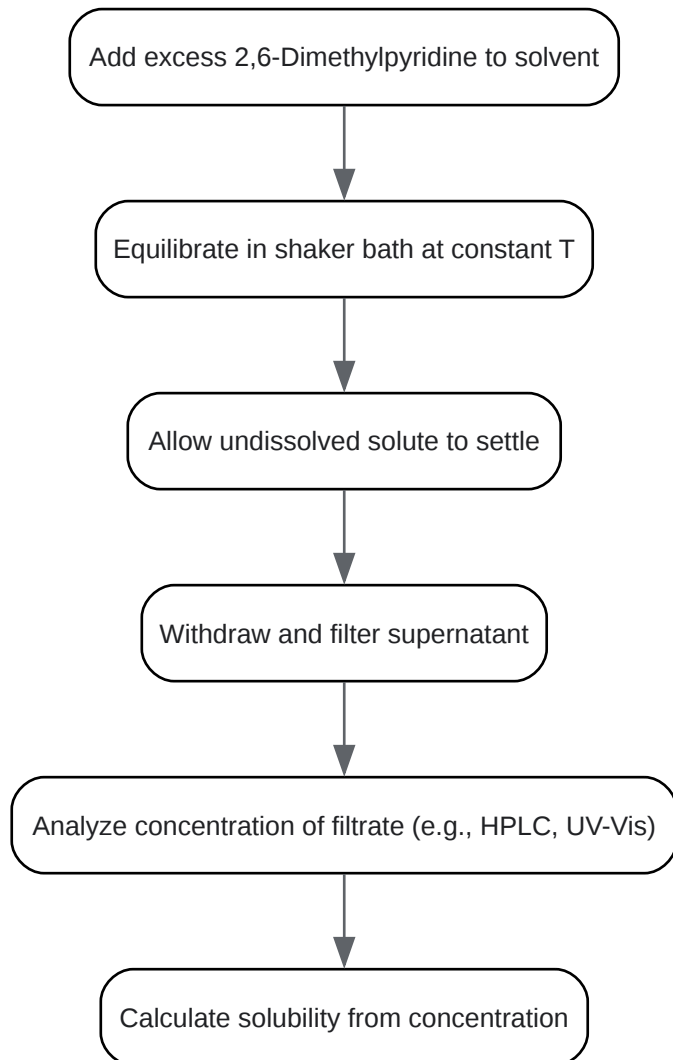 Add excess 2,6-Dimethylpyridine to solvent
Equilibrate in shaker bath at constant T
Allow undissolved solute to settle
Withdraw and filter supernatant
Analyze concentration of filtrate (e.g., HPLC, UV-Vis)
Calculate solubility from concentration